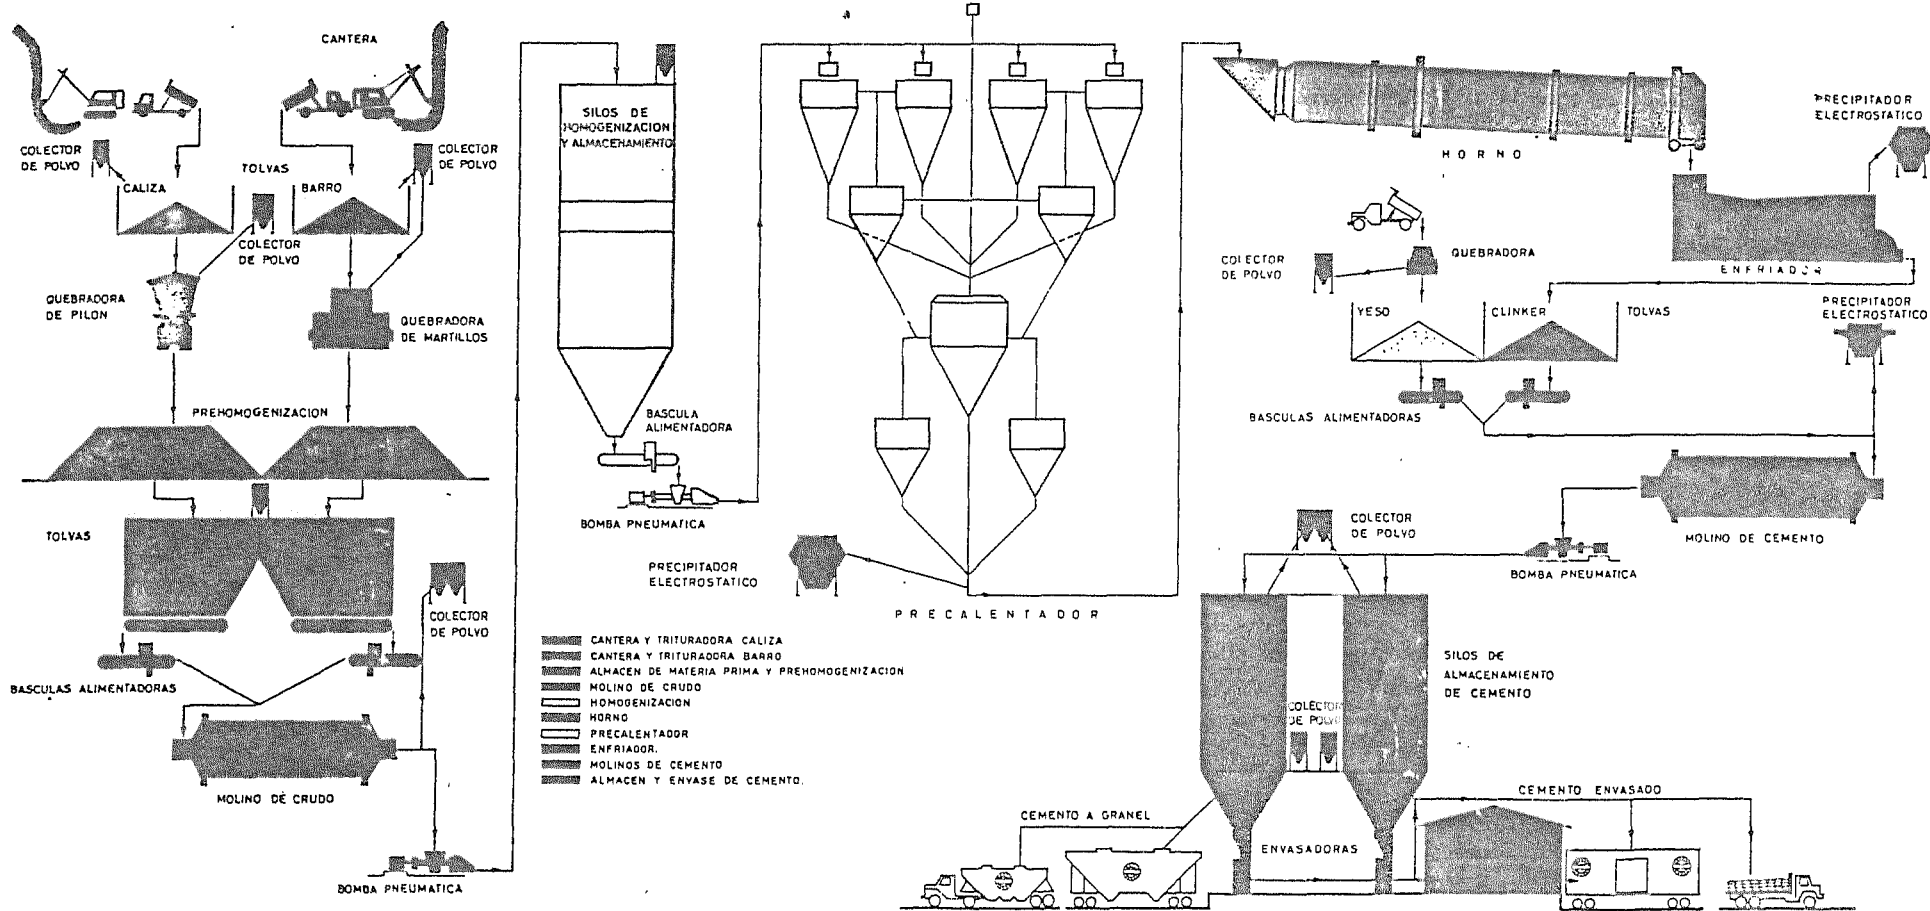 CANTERA
COLECTOR
DE POLVO
TOLVAS
COLECTOR
DE POLVO
CALIZA
BARRO
COLECTOR
DE POLVO
QUEBRADORA
DE PILON
QUEBRADORA
DE MARTILLOS
PREHOMOGENIZACION
TOLVAS
COLECTOR
DE POLVO
BASCULAS ALIMENTADORAS
MOLINO DE CRUDO
BOMBA PNEUMATICA
SILOS DE
HOMOGENIZACION
Y ALMACENAMIENTO
BASCULA
ALIMENTADORA
BOMBA PNEUMATICA
PRECIPITADOR
ELECTROSTATICO
PRECALENTADOR
CANTERA Y TRITURADORA CALIZA
CANTERA Y TRITURADORA BARRO
ALMACEN DE MATERIA PRIMA Y PREHOMOGENIZACION
MOLINO DE CRUDO
HOMOGENIZACION
HORNO
PRECALENTADOR
ENFRIADOR.
MOLINOS DE CEMENTO
ALMACEN Y ENVASE DE CEMENTO.
HORNO
PRECIPITADOR
ELECTROSTATICO
COLECTOR
DE POLVO
QUEBRADORA
ENFRIADOR
YESO
CLINKER
TOLVAS
PRECIPITADOR
ELECTROSTATICO
BASCULAS ALIMENTADORAS
MOLINO DE CEMENTO
COLECTOR
DE POLVO
BOMBA PNEUMATICA
SILOS DE
ALMACENAMIENTO
DE CEMENTO
COLECTOR
DE POLVO
CEMENTO A GRANEL
ENVASADORAS
CEMENTO ENVASADO